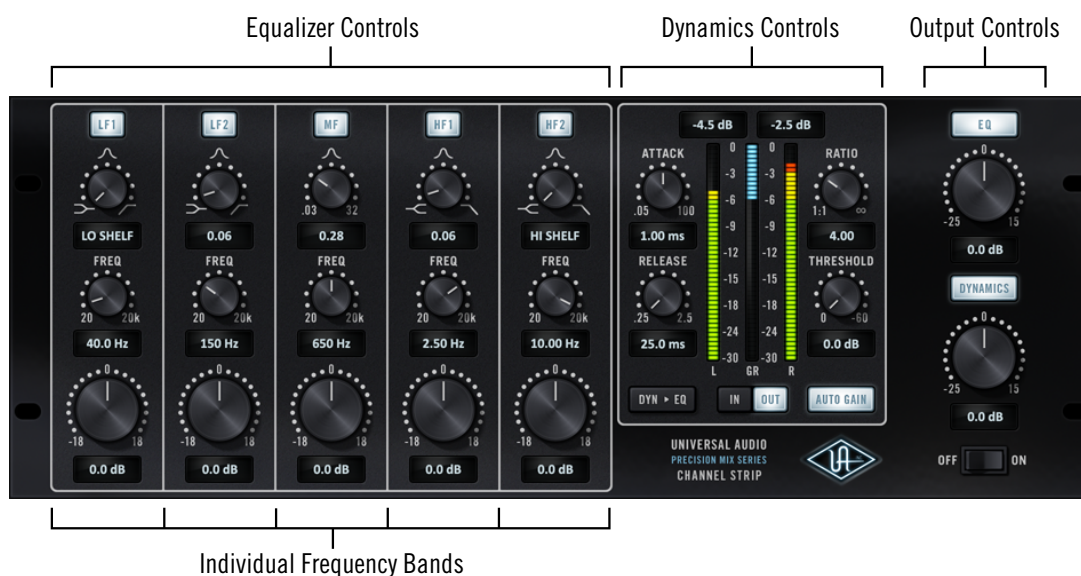 Equalizer Controls
Dynamics Controls
Output Controls
LF1
LF2
MF
HF1
HF2
.03 32
LO SHELF
0.06
0.28
0.06
HI SHELF
FREQ
FREQ
FREQ
FREQ
FREQ
20 20k
20 20k
20 20k
20 20k
20 20k
40.0 Hz
150 Hz
650 Hz
2.50 Hz
10.00 Hz
0
0
0
0
0
-18 18
-18 18
-18 18
-18 18
-18 18
0.0 dB
0.0 dB
0.0 dB
0.0 dB
0.0 dB
-4.5 dB
-2.5 dB
ATTACK
.05 100
1.00 ms
RELEASE
.25 2.5
25.0 ms
0 0
-3 -3
-6 -6
-9 -9
-12 -12
-15 -15
-18 -18
-24 -24
-30 -30
L GR R
RATIO
1:1 ∞
4.00
THRESHOLD
0 -60
0.0 dB
DYN ▸ EQ
IN
OUT
AUTO GAIN
UNIVERSAL AUDIO
PRECISION MIX SERIES
CHANNEL STRIP
UA
EQ
0
-25 15
0.0 dB
DYNAMICS
0
-25 15
0.0 dB
OFF ON
Individual Frequency Bands